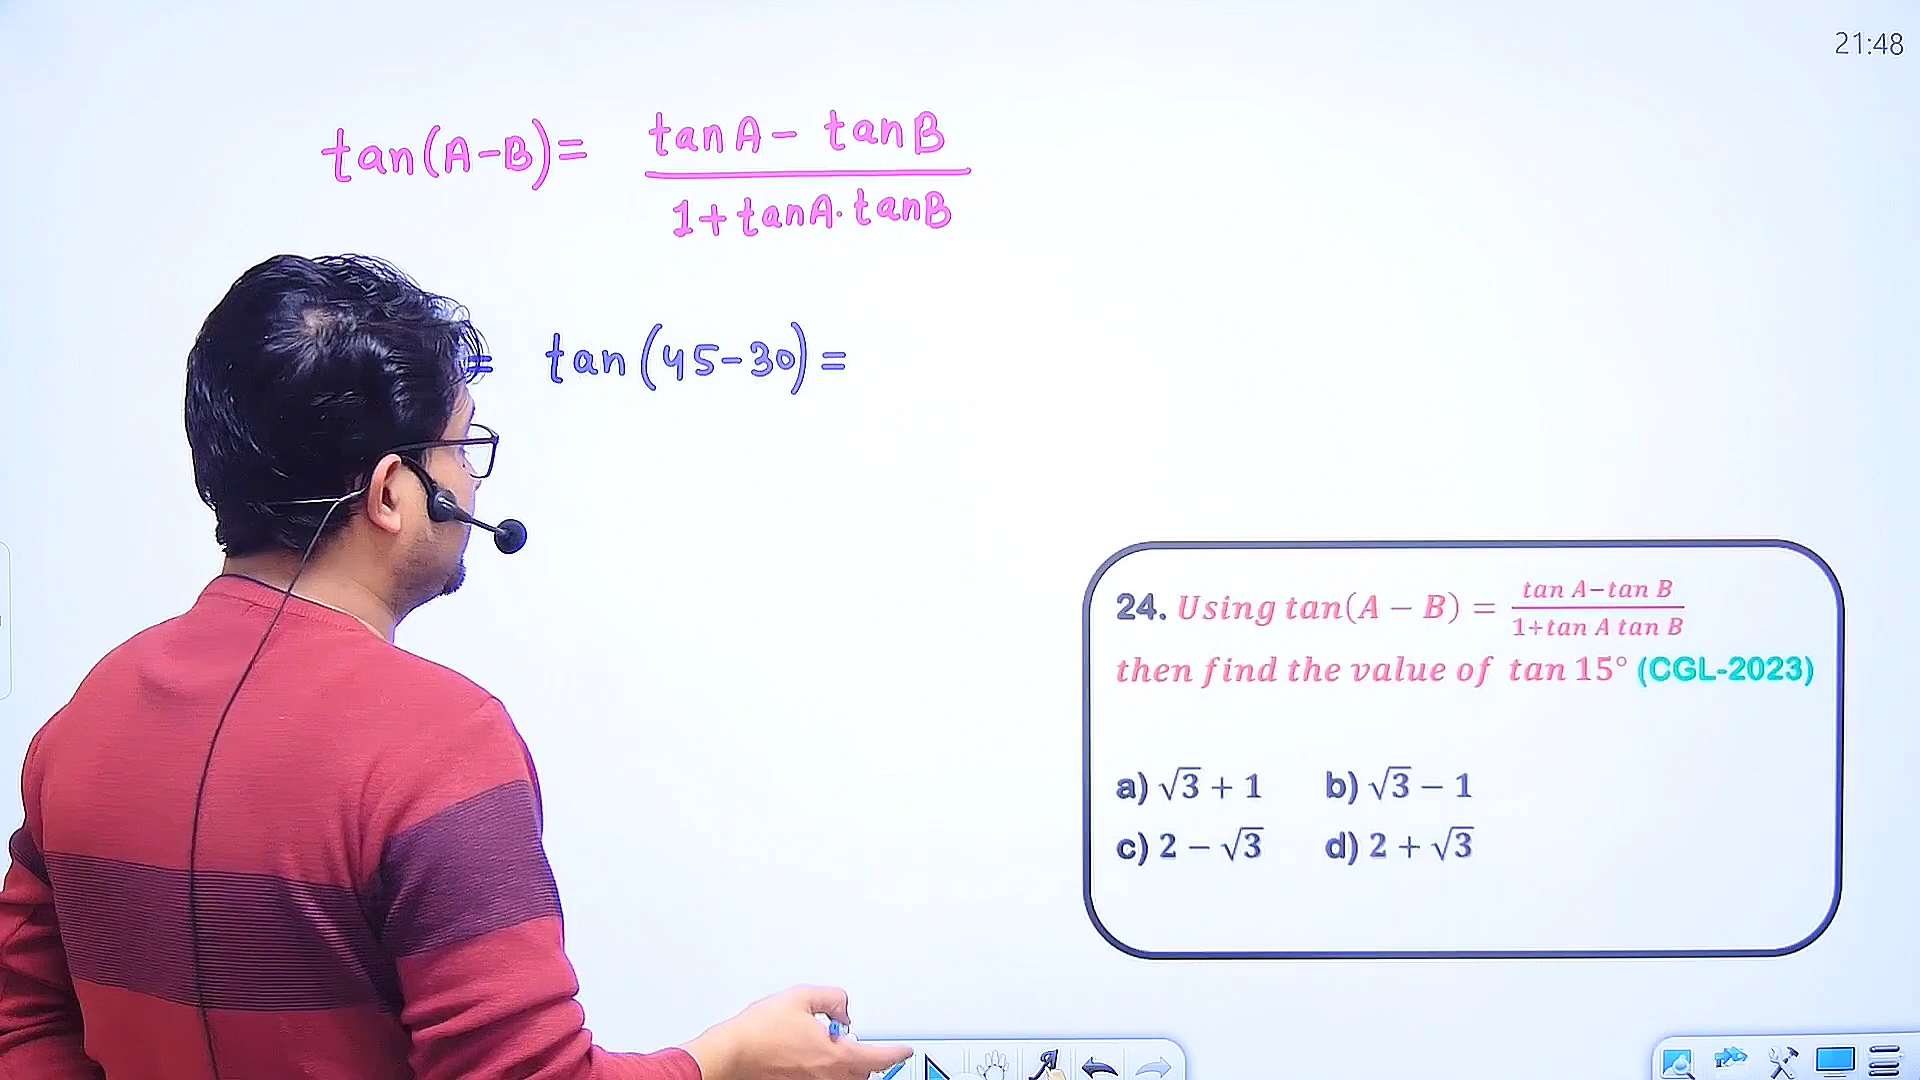 21:48
tan(A-B)= tanA- tanB
1+tanA·tanB
= tan(45-30)=
24. Using tan(A − B) = tan A−tan B
1+tan A tan B
then find the value of tan 15° (CGL-2023)
a) √3 + 1 b) √3 − 1
c) 2 − √3 d) 2 + √3